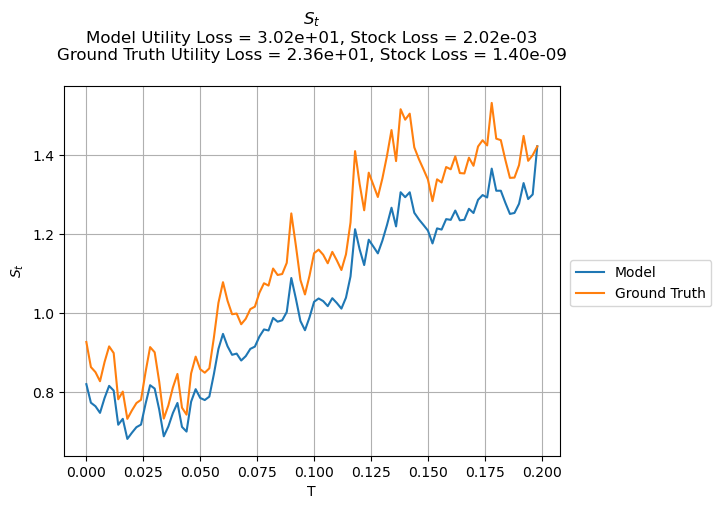 S_t
Model Utility Loss = 3.02e+01, Stock Loss = 2.02e-03
Ground Truth Utility Loss = 2.36e+01, Stock Loss = 1.40e-09
1.4
1.2
1.0
0.8
S_t
0.000 0.025 0.050 0.075 0.100 0.125 0.150 0.175 0.200
T
Model
Ground Truth